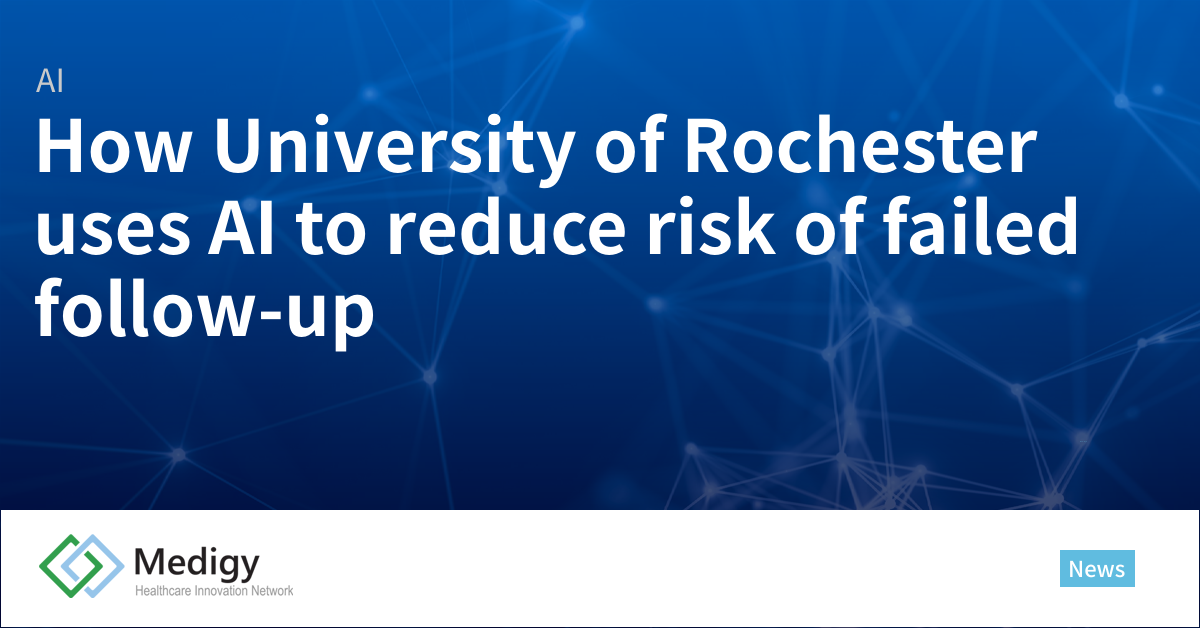 AI
How University of Rochester
uses AI to reduce risk of failed
follow-up
Medigy
Healthcare Innovation Network
News